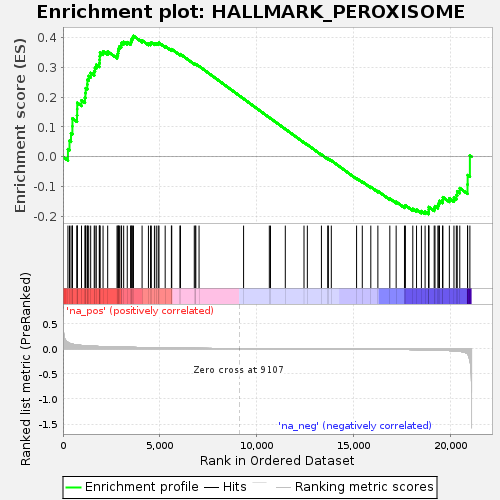 Enrichment plot: HALLMARK_PEROXISOME
Enrichment score (ES)
0.4
0.3
0.2
0.1
0.0
-0.1
-0.2
Ranked list metric (PreRanked)
'na_pos' (positively correlated)
0.5
0.0
-0.5
-1.0
-1.5
Zero cross at 9107
'na_neg' (negatively correlated)
0
5,000
10,000
15,000
20,000
Rank in Ordered Dataset
Enrichment profile
Hits
Ranking metric scores